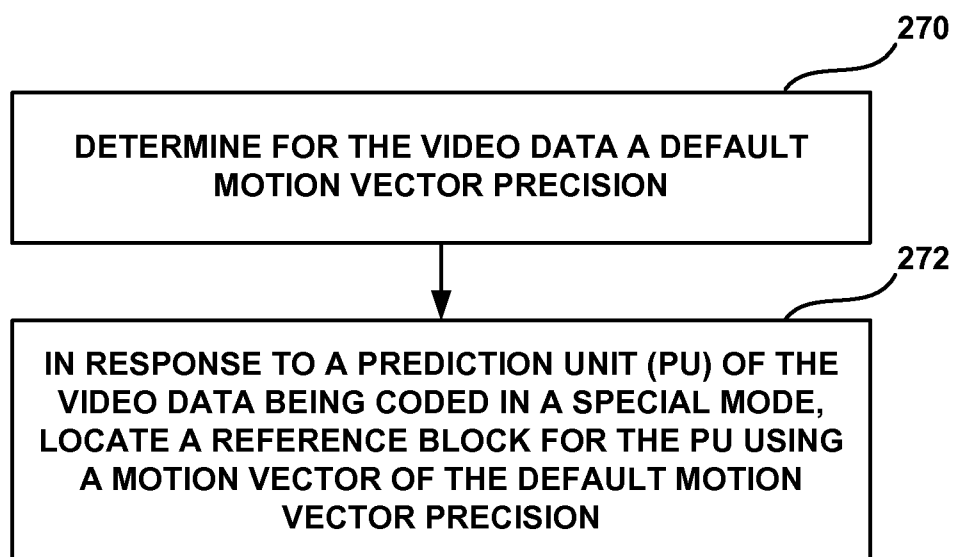 270
DETERMINE FOR THE VIDEO DATA A DEFAULT
MOTION VECTOR PRECISION
272
IN RESPONSE TO A PREDICTION UNIT (PU) OF THE
VIDEO DATA BEING CODED IN A SPECIAL MODE,
LOCATE A REFERENCE BLOCK FOR THE PU USING
A MOTION VECTOR OF THE DEFAULT MOTION
VECTOR PRECISION